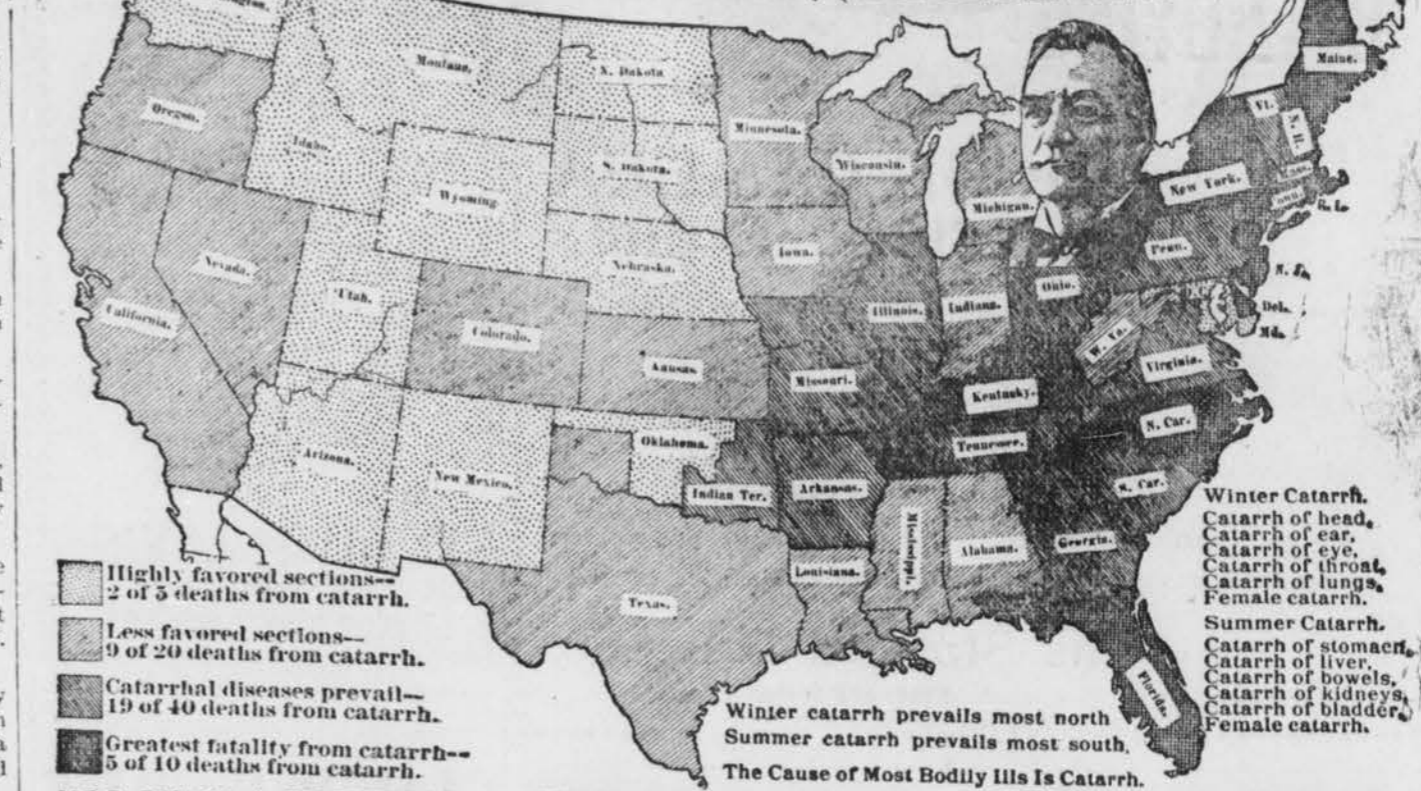 Maine.
Montana.
N. Dakota
Oregon.
Minnesota.
Vt.
N. H.
Idaho.
S. Dakota.
Wisconsin.
Mass.
Wyoming
New York.
Conn.
R. I.
Michigan.
Nevada.
Nebraska.
Iowa.
Penn.
N. J.
Utah.
Ohio.
California.
Illinois.
Indiana.
Del.
Colorado.
W. Va.
Md.
Kansas
Missouri.
Virginia.
Kentucky.
N. Car.
Oklahoma.
Tennessee.
Arizona.
New Mexico.
Indian Ter.
Arkansas.
S. Car.
Mississippi.
Alabama.
Georgia.
Louisiana.
Texas.
Florida.
Highly favored sections--
2 of 5 deaths from catarrh.
Less favored sections--
9 of 20 deaths from catarrh.
Catarrhal diseases prevail--
19 of 40 deaths from catarrh.
Greatest fatality from catarrh--
5 of 10 deaths from catarrh.
Winter catarrh prevails most north
Summer catarrh prevails most south.
The Cause of Most Bodily Ills Is Catarrh.
Winter Catarrh.
Catarrh of head.
Catarrh of ear.
Catarrh of eye.
Catarrh of throat.
Catarrh of lungs.
Female catarrh.
Summer Catarrh.
Catarrh of stomach.
Catarrh of liver.
Catarrh of bowels.
Catarrh of kidneys.
Catarrh of bladder.
Female catarrh.